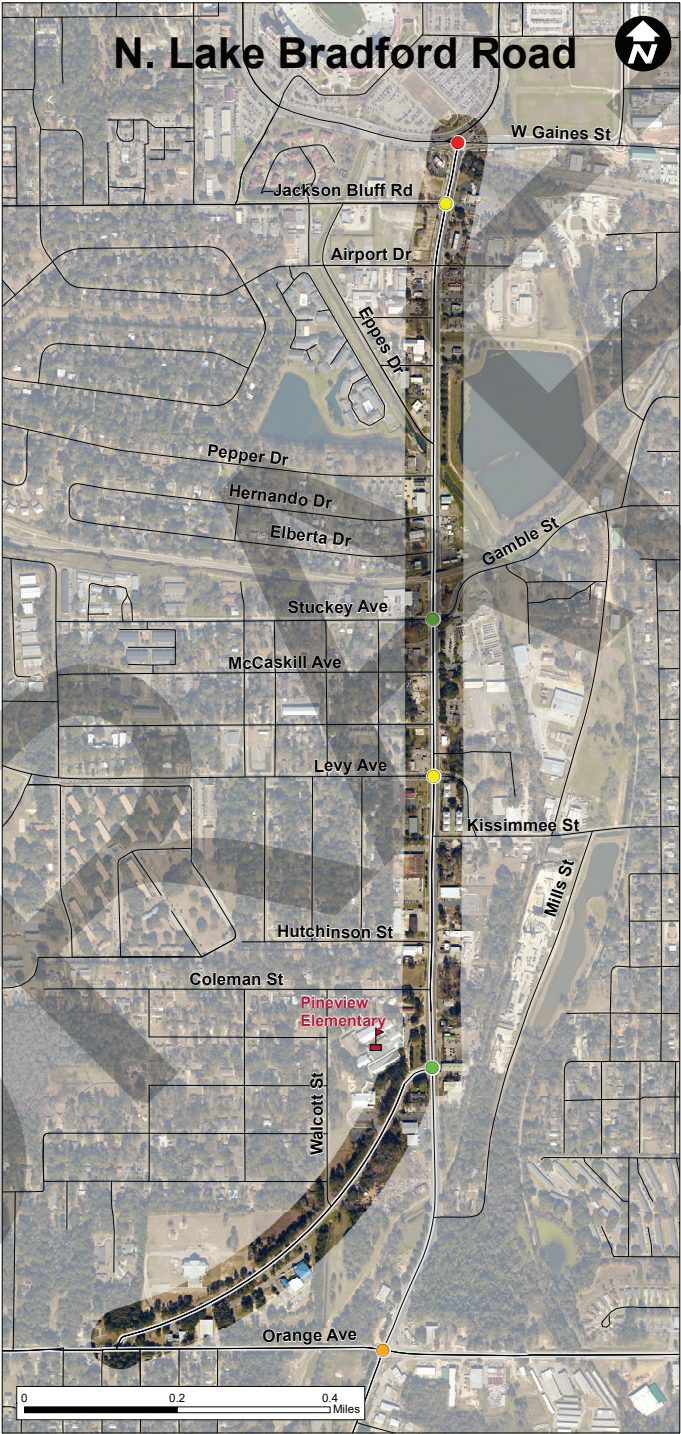 N. Lake Bradford Road
N
W Gaines St
Jackson Bluff Rd
Airport Dr
Eppes Dr
Pepper Dr
Hernando Dr
Elberta Dr
Gamble St
Stuckey Ave
McCaskill Ave
Levy Ave
Kissimmee St
Mills St
Hutchinson St
Coleman St
Pineview
Elementary
Walcott St
Orange Ave
0 0.2 0.4
Miles